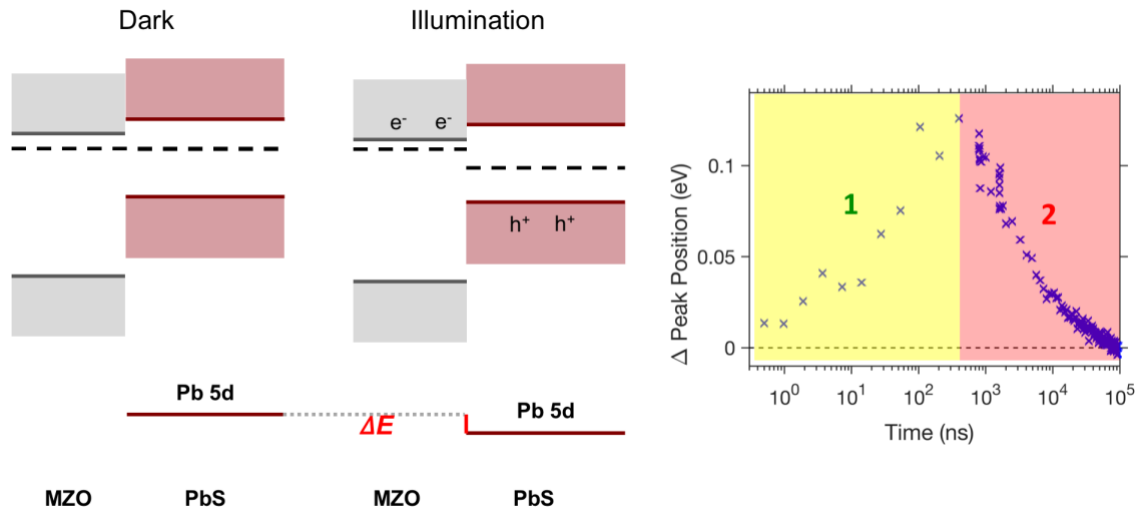 Dark
Illumination
e⁻ e⁻
h⁺ h⁺
Pb 5d
ΔE
Pb 5d
MZO
PbS
MZO
PbS
Δ Peak Position (eV)
0.1
0.05
0
1
2
10⁰
10¹
10²
10³
10⁴
10⁵
Time (ns)